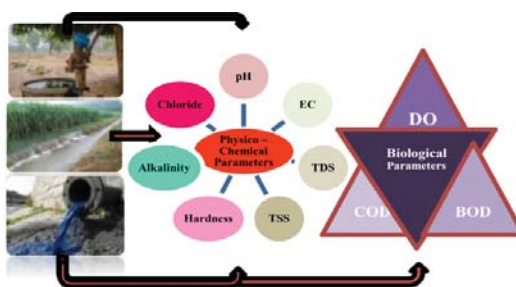 pH
Chloride
EC
Physico –
Chemical
Parameters
Alkalinity
TDS
Hardness
TSS
DO
Biological
Parameters
COD
BOD